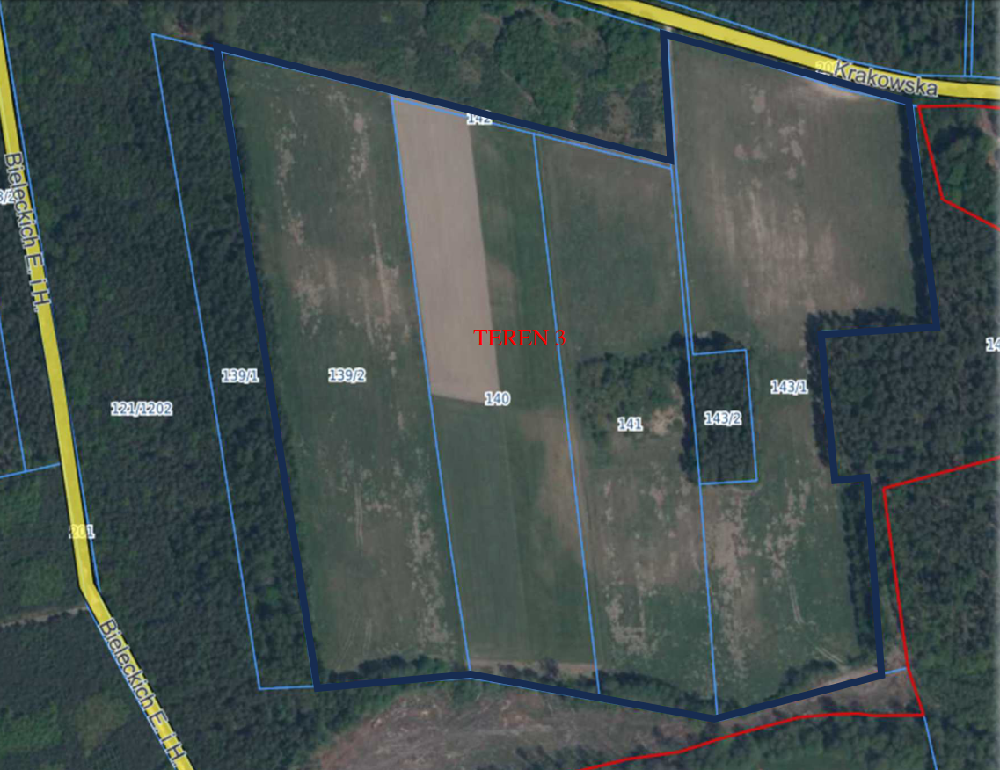 Krakowska
142
Bieleckich E. i H.
TEREN 3
139/1
139/2
143/1
140
121/1202
143/2
141
201
Bieleckich E. i H.